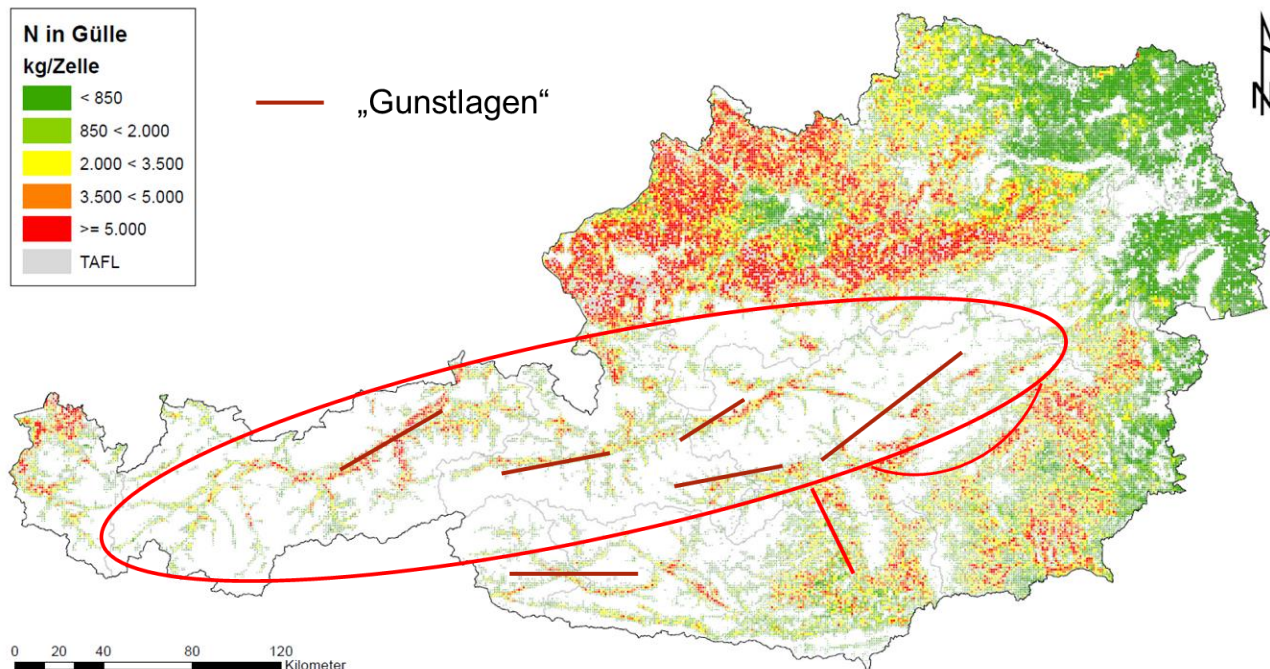 N in Gülle
kg/Zelle
< 850
850 < 2.000
2.000 < 3.500
3.500 < 5.000
>= 5.000
TAFL
„Gunstlagen“
N
0 10 20 40 80 120
Kilometer